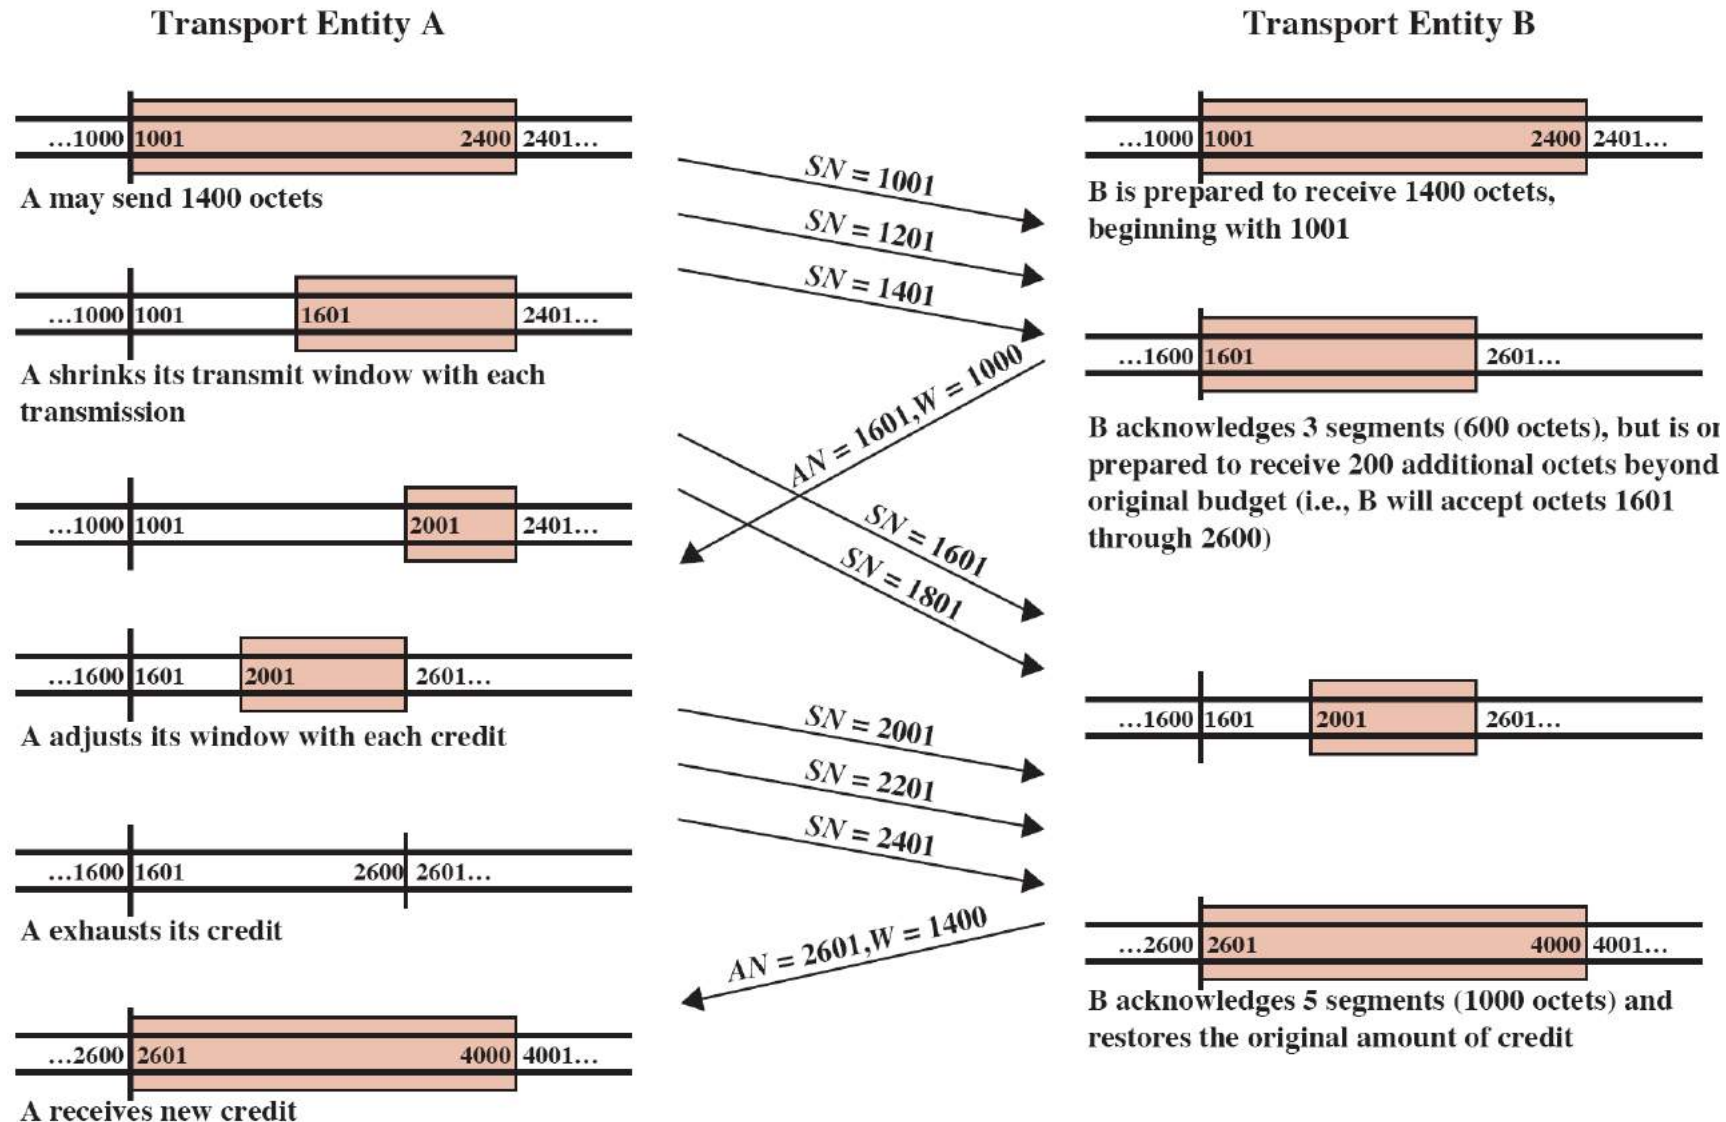 Transport Entity A
Transport Entity B
...1000 1001 2400 2401...
A may send 1400 octets
...1000 1001 2400 2401...
B is prepared to receive 1400 octets,
beginning with 1001
SN = 1001
SN = 1201
SN = 1401
...1000 1001 1601 2401...
A shrinks its transmit window with each
transmission
...1600 1601 2601...
B acknowledges 3 segments (600 octets), but is
prepared to receive 200 additional octets beyond
original budget (i.e., B will accept octets 1601
through 2600)
AN = 1601,W = 1000
SN = 1601
SN = 1801
...1000 1001 2001 2401...
...1600 1601 2001 2601...
A adjusts its window with each credit
...1600 1601 2001 2601...
SN = 2001
SN = 2201
SN = 2401
...1600 1601 2600 2601...
A exhausts its credit
AN = 2601,W = 1400
...2600 2601 4000 4001...
B acknowledges 5 segments (1000 octets) and
restores the original amount of credit
...2600 2601 4000 4001...
A receives new credit